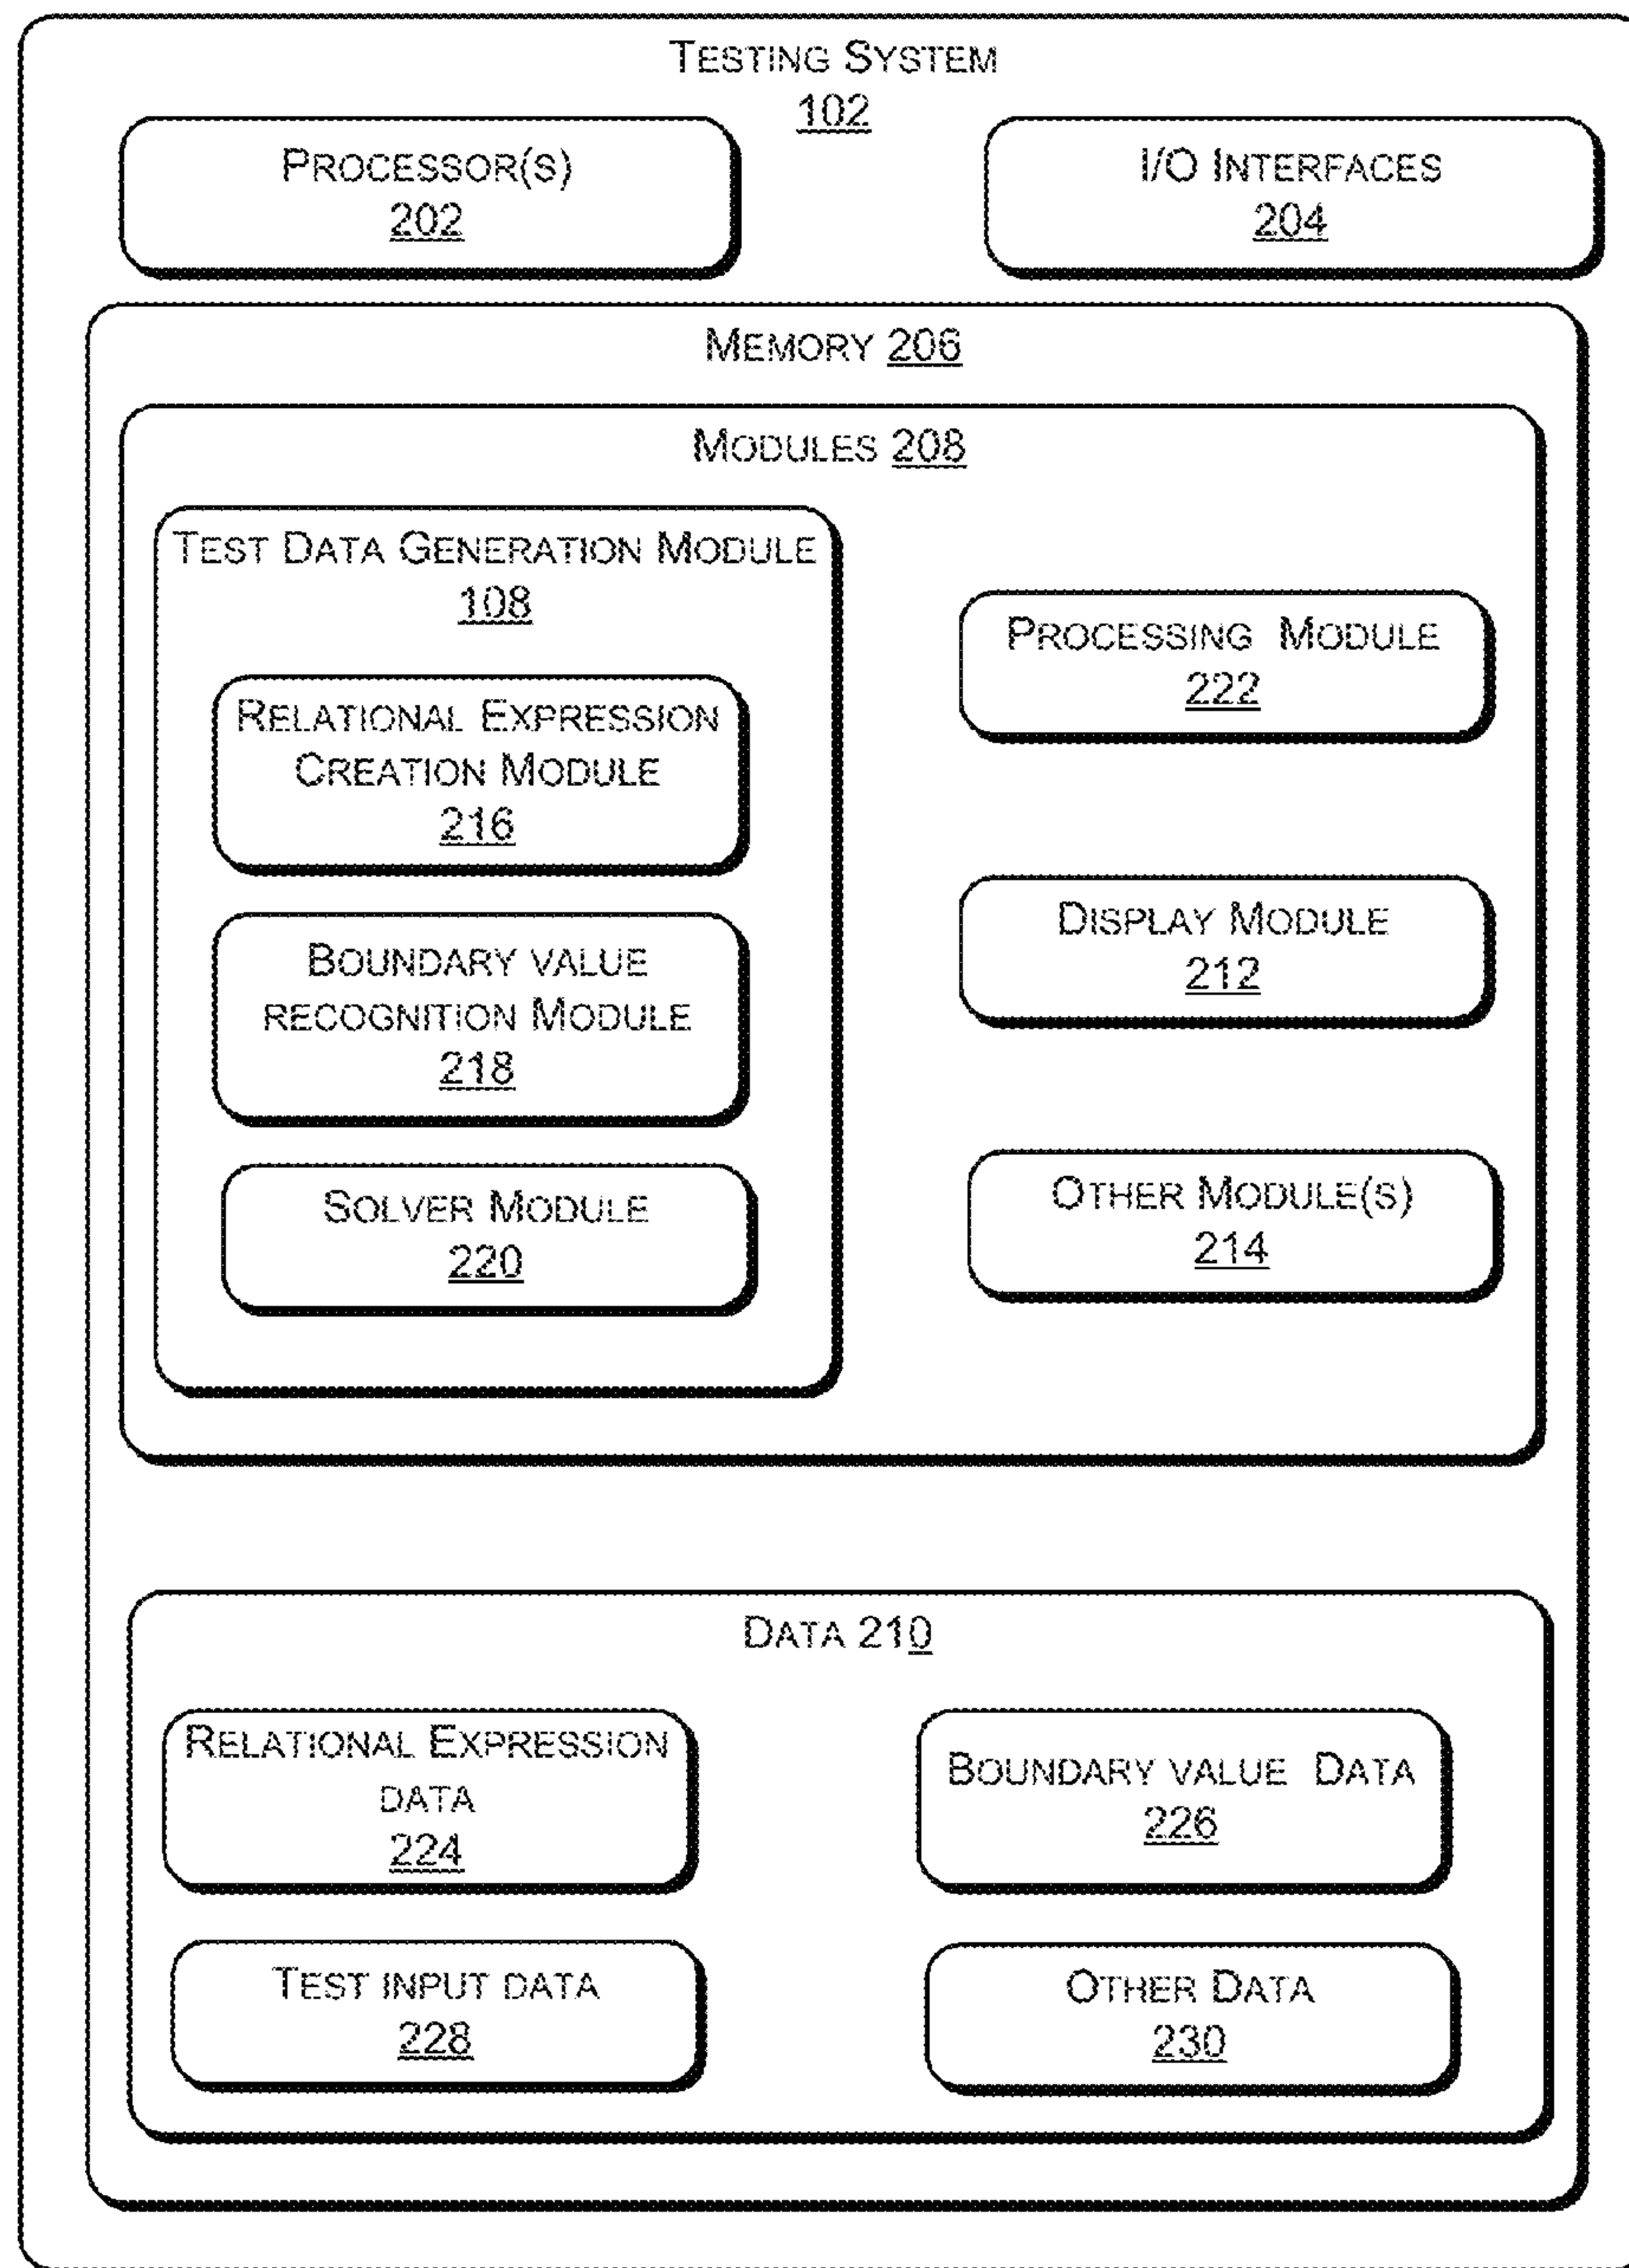 TESTING SYSTEM
102
PROCESSOR(S)
202
I/O INTERFACES
204
MEMORY 206
MODULES 208
TEST DATA GENERATION MODULE
108
RELATIONAL EXPRESSION
CREATION MODULE
216
BOUNDARY VALUE
RECOGNITION MODULE
218
SOLVER MODULE
220
PROCESSING MODULE
222
DISPLAY MODULE
212
OTHER MODULE(S)
214
DATA 210
RELATIONAL EXPRESSION
DATA
224
BOUNDARY VALUE DATA
226
TEST INPUT DATA
228
OTHER DATA
230